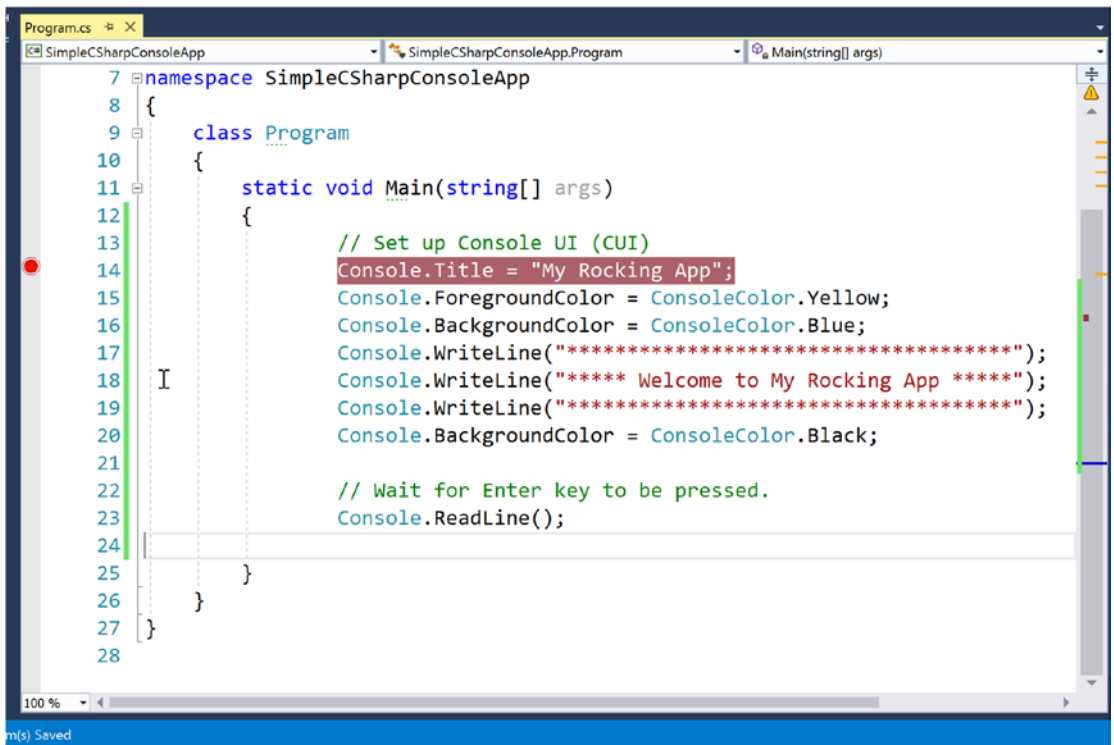 Program.cs
SimpleCSharpConsoleApp SimpleCSharpConsoleApp.Program Main(string[] args)
7 namespace SimpleCSharpConsoleApp
8 {
9 class Program
10 {
11 static void Main(string[] args)
12 {
13 // Set up Console UI (CUI)
14 Console.Title = "My Rocking App";
15 Console.ForegroundColor = ConsoleColor.Yellow;
16 Console.BackgroundColor = ConsoleColor.Blue;
17 Console.WriteLine("*************************************");
18 Console.WriteLine("***** Welcome to My Rocking App *****");
19 Console.WriteLine("*************************************");
20 Console.BackgroundColor = ConsoleColor.Black;
21
22 // Wait for Enter key to be pressed.
23 Console.ReadLine();
24
25 }
26 }
27 }
28
100 %
m(s) Saved